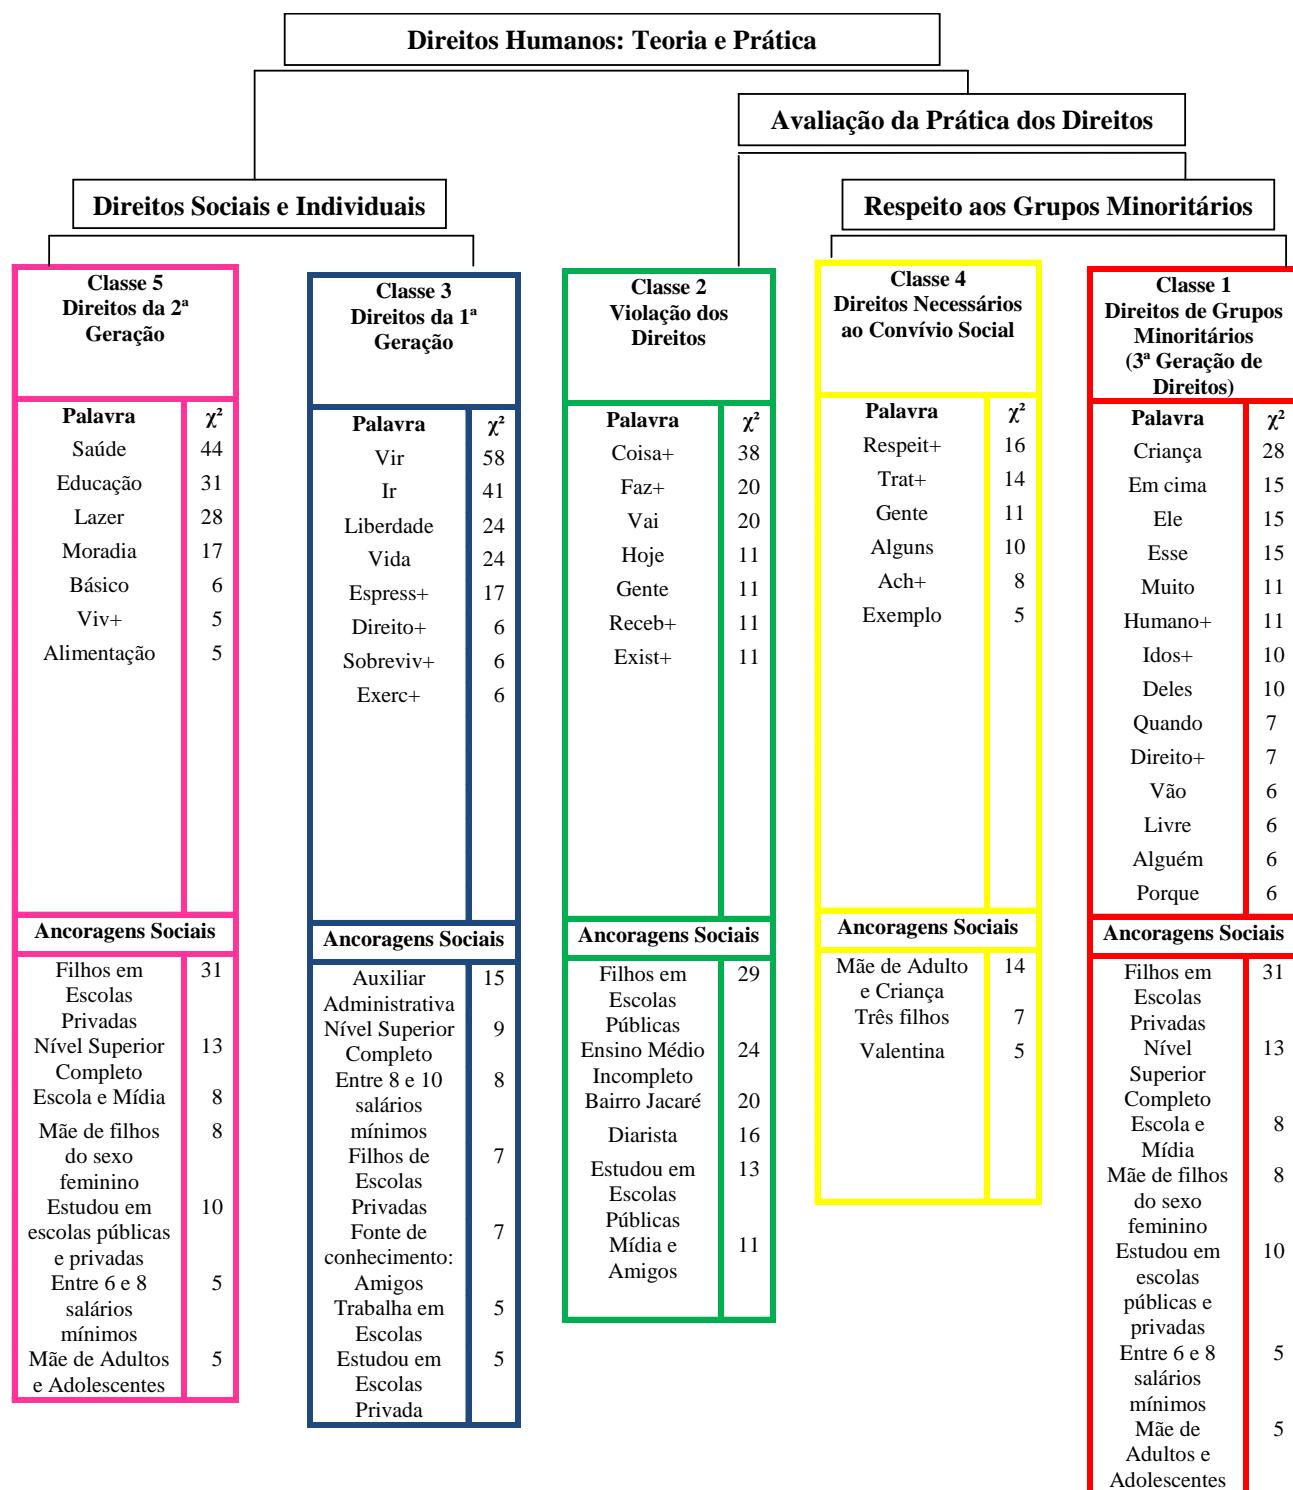 Direitos Humanos: Teoria e Prática
Avaliação da Prática dos Direitos
Direitos Sociais e Individuais
Respeito aos Grupos Minoritários
Classe 5
Direitos da 2ª
Geração
Palavra χ²
Saúde 44
Educação 31
Lazer 28
Moradia 17
Básico 6
Viv+ 5
Alimentação 5
Ancoragens Sociais
Filhos em 31
Escolas
Privadas
Nível Superior 13
Completo
Escola e Mídia 8
Mãe de filhos 8
do sexo
feminino
Estudou em 10
escolas públicas
e privadas
Entre 6 e 8 5
salários
mínimos
Mãe de Adultos 5
e Adolescentes
Classe 3
Direitos da 1ª
Geração
Palavra χ²
Vir 58
Ir 41
Liberdade 24
Vida 24
Espress+ 17
Direito+ 6
Sobreviv+ 6
Exerc+ 6
Ancoragens Sociais
Auxiliar 15
Administrativa
Nível Superior 9
Completo
Entre 8 e 10 8
salários
mínimos
Filhos de 7
Escolas
Privadas
Fonte de 7
conhecimento:
Amigos
Trabalha em 5
Escolas
Estudou em 5
Escolas
Privada
Classe 2
Violação dos
Direitos
Palavra χ²
Coisa+ 38
Faz+ 20
Vai 20
Hoje 11
Gente 11
Receb+ 11
Exist+ 11
Ancoragens Sociais
Filhos em 29
Escolas
Públicas
Ensino Médio 24
Incompleto
Bairro Jacaré 20
Diarista 16
Estudou em 13
Escolas
Públicas
Mídia e 11
Amigos
Classe 4
Direitos Necessários
ao Convívio Social
Palavra χ²
Respeit+ 16
Trat+ 14
Gente 11
Alguns 10
Ach+ 8
Exemplo 5
Ancoragens Sociais
Mãe de Adulto 14
e Criança
Três filhos 7
Valentina 5
Classe 1
Direitos de Grupos
Minoritários
(3ª Geração de
Direitos)
Palavra χ²
Criança 28
Em cima 15
Ele 15
Esse 15
Muito 11
Humano+ 11
Idos+ 10
Deles 10
Quando 7
Direito+ 7
Vão 6
Livre 6
Alguém 6
Porque 6
Ancoragens Sociais
Filhos em 31
Escolas
Privadas
Nível 13
Superior
Completo
Escola e 8
Mídia
Mãe de filhos 8
do sexo
feminino
Estudou em 10
escolas
públicas e
privadas
Entre 6 e 8 5
salários
mínimos
Mãe de 5
Adultos e
Adolescentes